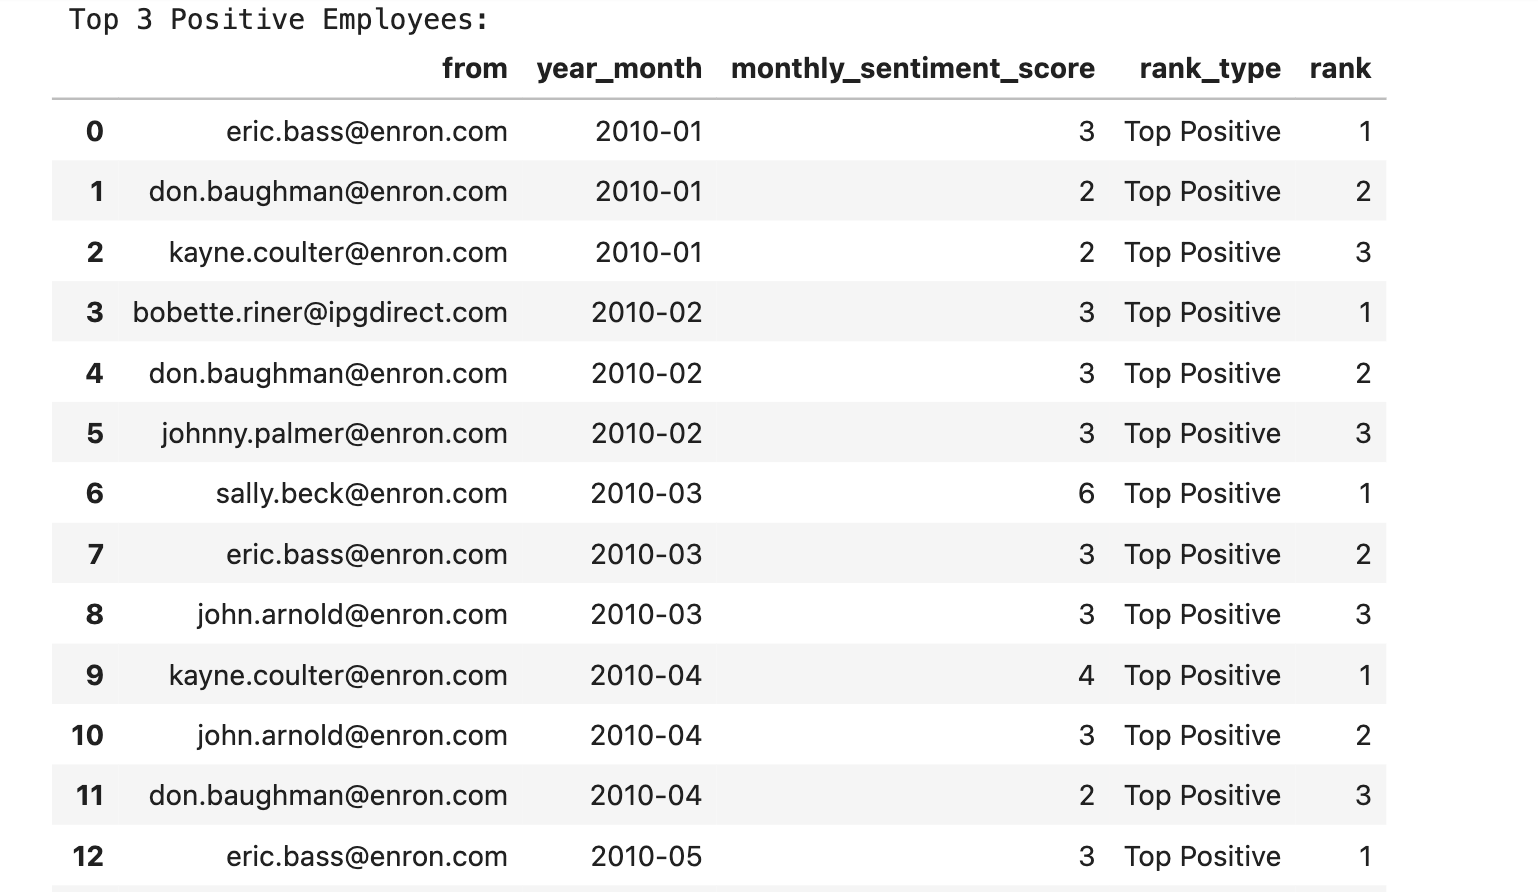 Top 3 Positive Employees:
from year_month monthly_sentiment_score rank_type rank
0 eric.bass@enron.com 2010-01 3 Top Positive 1
1 don.baughman@enron.com 2010-01 2 Top Positive 2
2 kayne.coulter@enron.com 2010-01 2 Top Positive 3
3 bobette.riner@ipgdirect.com 2010-02 3 Top Positive 1
4 don.baughman@enron.com 2010-02 3 Top Positive 2
5 johnny.palmer@enron.com 2010-02 3 Top Positive 3
6 sally.beck@enron.com 2010-03 6 Top Positive 1
7 eric.bass@enron.com 2010-03 3 Top Positive 2
8 john.arnold@enron.com 2010-03 3 Top Positive 3
9 kayne.coulter@enron.com 2010-04 4 Top Positive 1
10 john.arnold@enron.com 2010-04 3 Top Positive 2
11 don.baughman@enron.com 2010-04 2 Top Positive 3
12 eric.bass@enron.com 2010-05 3 Top Positive 1